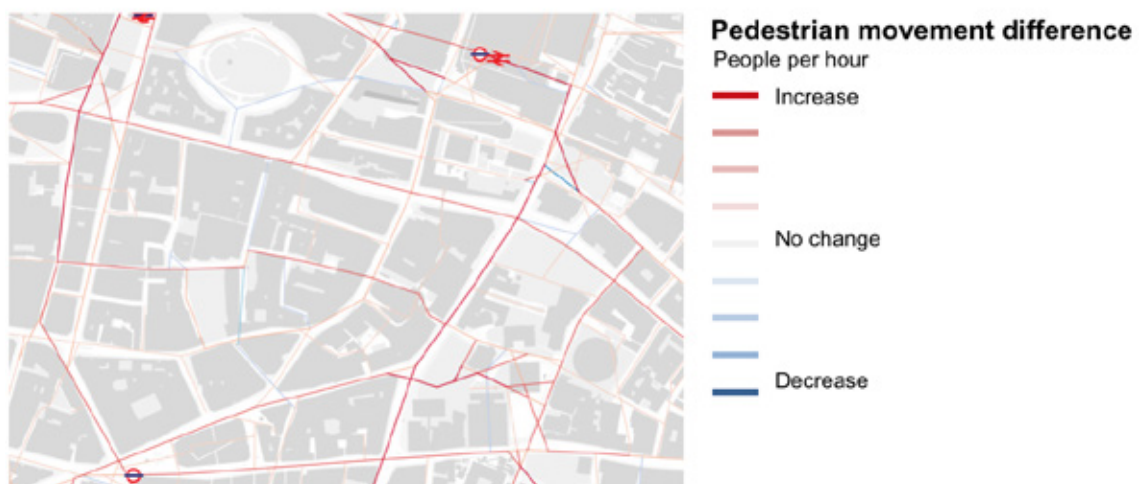 Pedestrian movement difference
People per hour
Increase
No change
Decrease